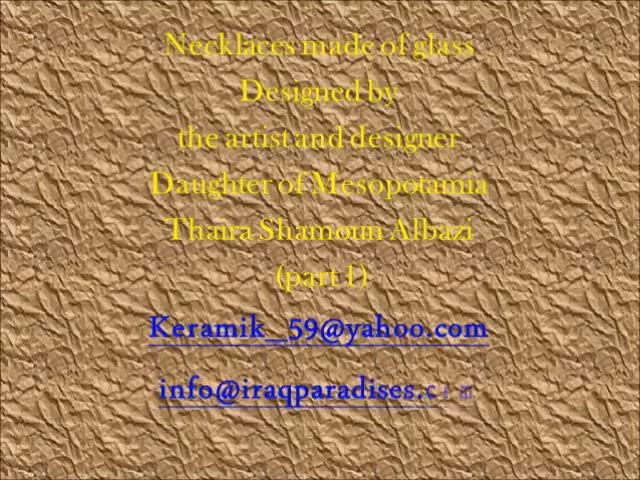 Necklaces made of glass
Designed by
the artist and designer
Daughter of Mesopotamia
Thaira Shamoun Albazi
(part 1)
Keramik_59@yahoo.com
info@iraqparadises.